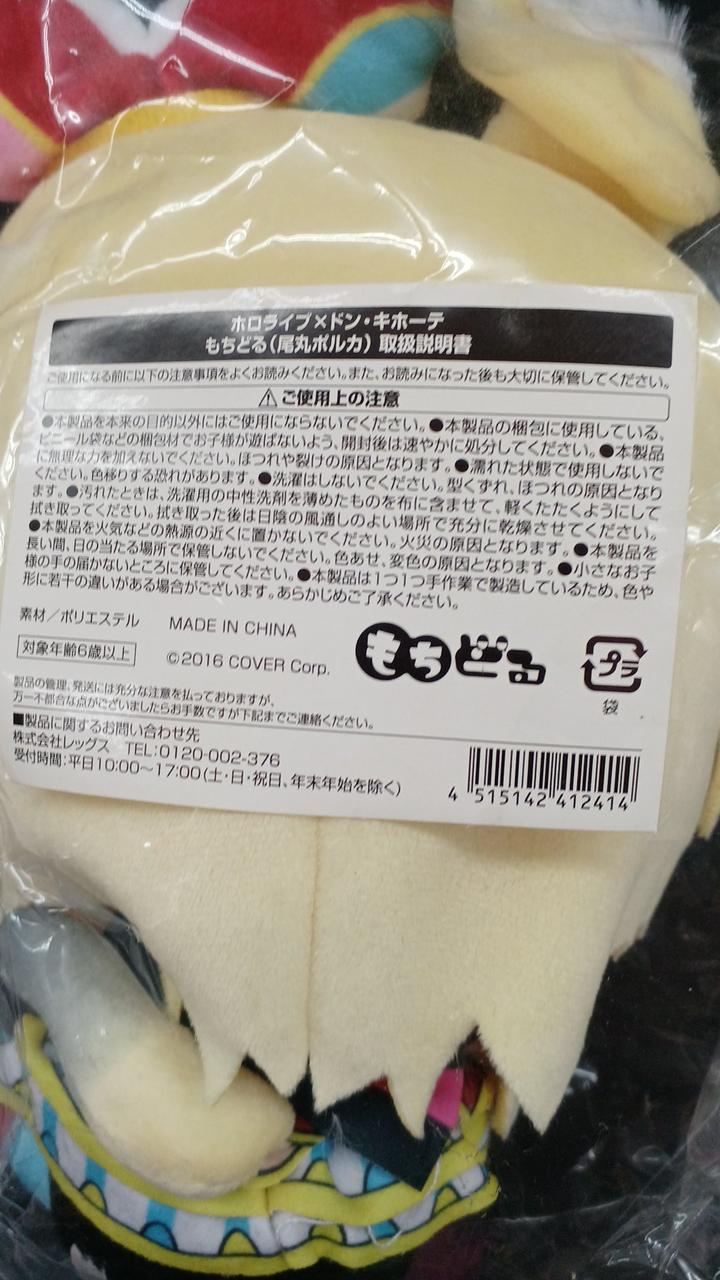 ホロライブ×ドン・キホーテ
もちどる(尾丸ポルカ) 取扱説明書
ご使用になる前に以下の注意事項をよくお読みください。また、お読みになった後も大切に保管してください。
⚠ご使用上の注意
●本製品を本来の目的以外にはご使用にならないでください。●本製品の梱包に使用している、
ビニール袋などの梱包材でお子様が遊ばないよう、開封後は速やかに処分してください。●本製品
に無理な力を加えないでください。ほつれや裂けの原因となります。●濡れた状態で使用しないで
ください。色移りする恐れがあります。●洗濯はしないでください。型くずれ、ほつれの原因となり
ます。●汚れたときは、洗濯用の中性洗剤を薄めたものを布に含ませて、軽くたたくようにして
拭き取ってください。拭き取った後は日陰の風通しのよい場所で充分に乾燥させてください。
●本製品を火気などの熱源の近くに置かないでください。火災の原因となります。●本製品を
長い間、日の当たる場所で保管しないでください。色あせ、変色の原因となります。●小さなお子
様の手の届かないところに保管してください。●本製品は1つ1つ手作業で製造しているため、色や
形に若干の違いがある場合がございます。あらかじめご了承ください。
素材/ポリエステル MADE IN CHINA
対象年齢6歳以上 ©2016 COVER Corp.
もちどる
プラ
袋
製品の管理、発送には充分な注意を払っておりますが、
万一不都合な点がございましたらお手数ですが下記までご連絡ください。
■製品に関するお問い合わせ先
株式会社レッグス TEL:0120-002-376
受付時間:平日10:00〜17:00(土・日・祝日、年末年始を除く)
4 515142 412414